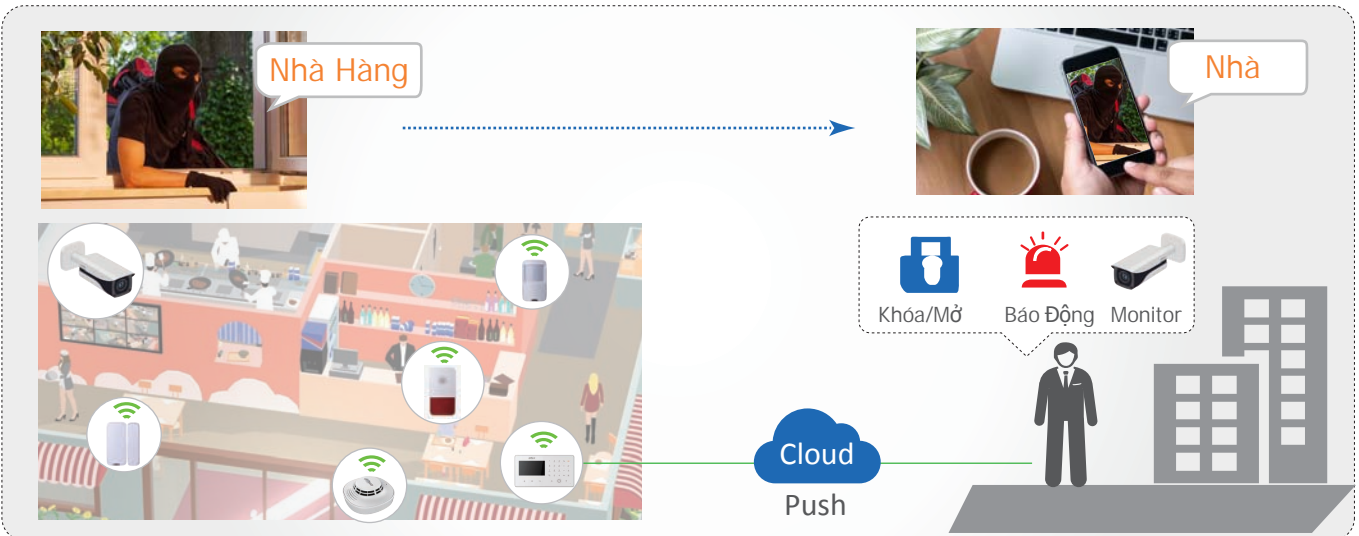 Nhà Hàng
Nhà
Khóa/Mở
Báo Động
Monitor
Cloud
Push